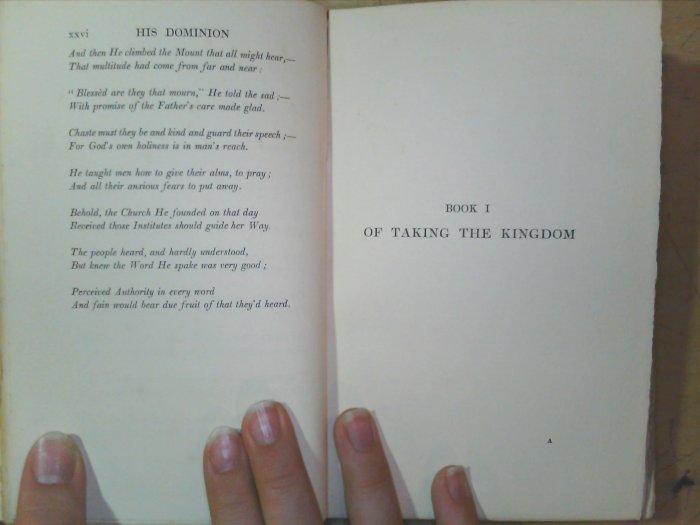 xxvi HIS DOMINION
And then He climbed the Mount that all might hear,—
That multitude had come from far and near:
"Blessèd are they that mourn," He told the sad;—
With promise of the Father's care made glad.
Chaste must they be and kind and guard their speech;—
For God's own holiness is in man's reach.
He taught men how to give their alms, to pray;
And all their anxious fears to put away.
Behold, the Church He founded on that day
Received those Institutes should guide her Way.
The people heard, and hardly understood,
But knew the Word He spake was very good;
Perceived Authority in every word
And fain would bear due fruit of that they'd heard.
BOOK I
OF TAKING THE KINGDOM
A